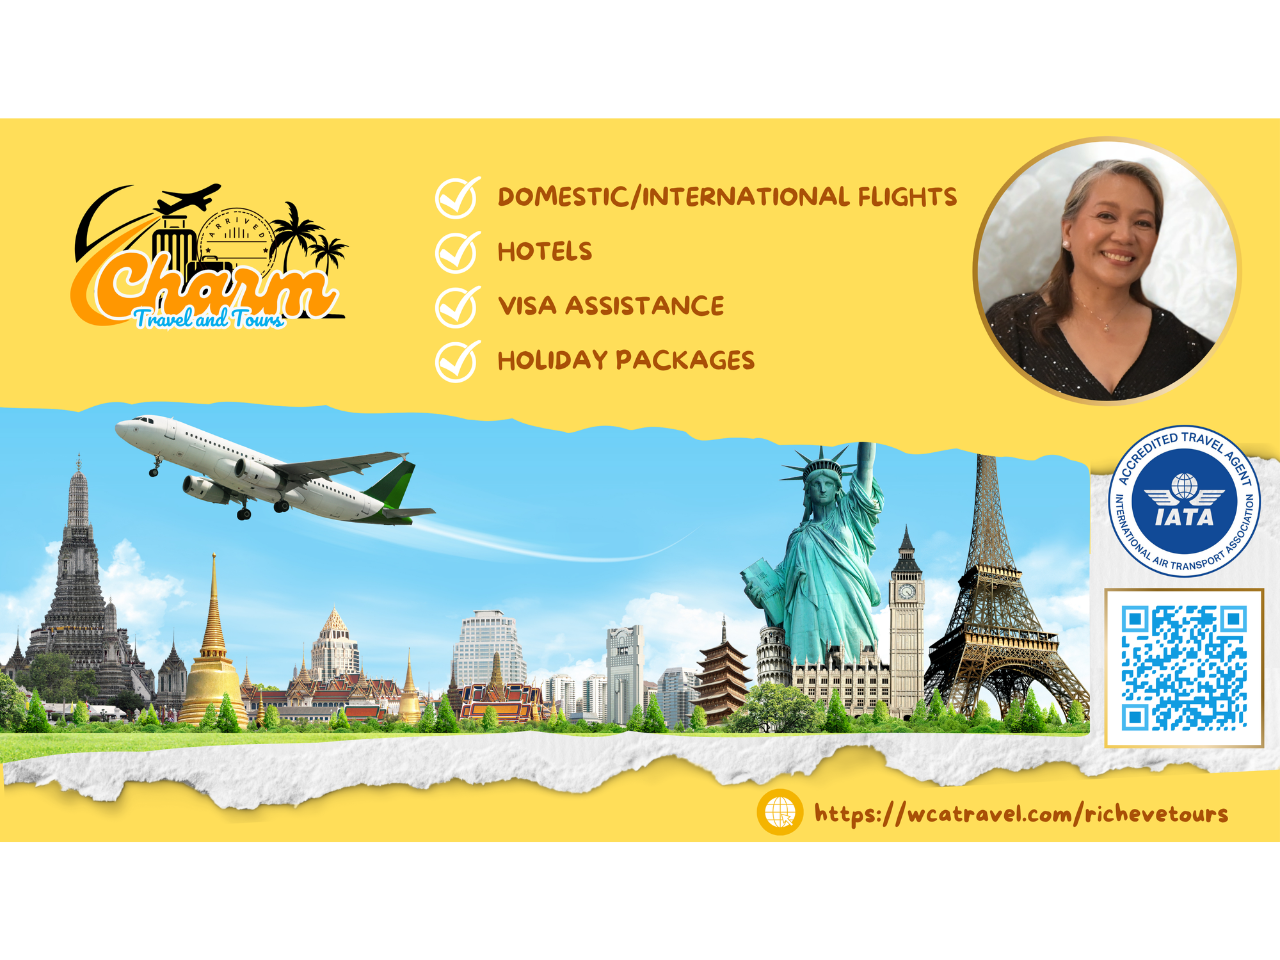 ARRIVED
Charm
Travel and Tours
DOMESTIC/INTERNATIONAL FLIGHTS
HOTELS
VISA ASSISTANCE
HOLIDAY PACKAGES
ACCREDITED TRAVEL AGENT
IATA
INTERNATIONAL AIR TRANSPORT ASSOCIATION
https://wcatravel.com/richevetours